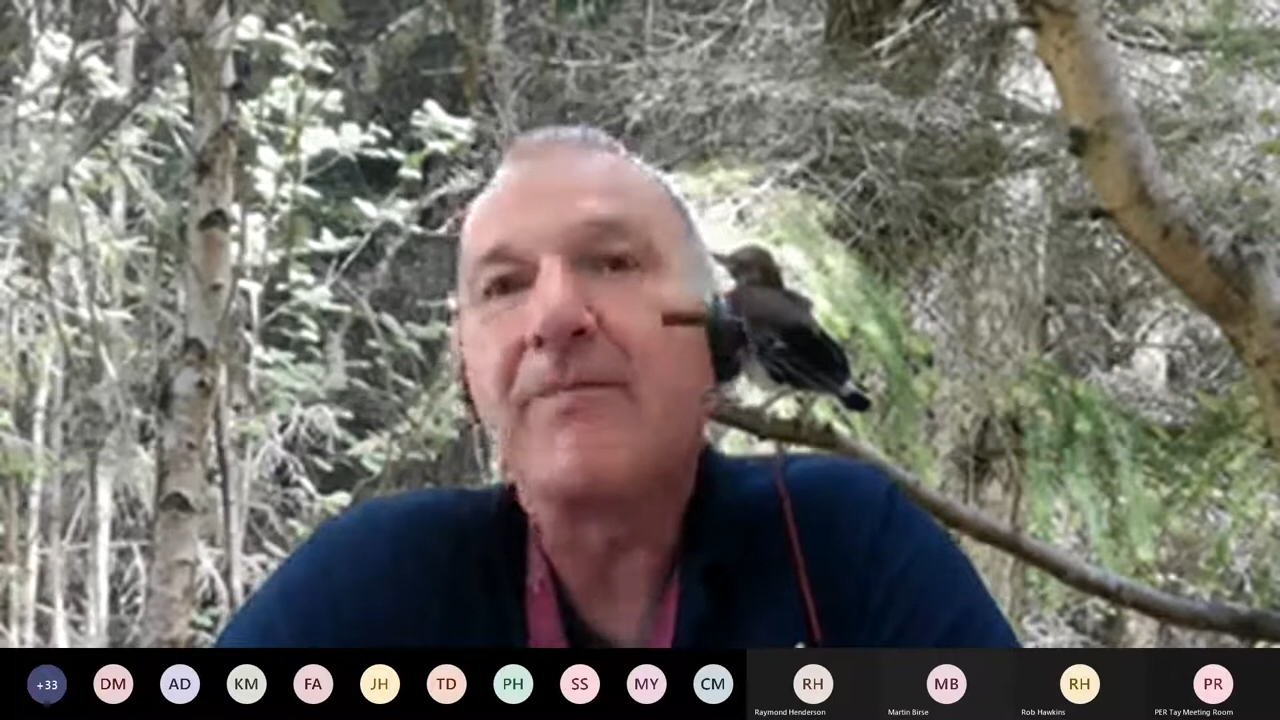 +33
DM
AD
KM
FA
JH
TD
PH
SS
MY
CM
RH
MB
RH
PR
Raymond Henderson
Martin Birse
Rob Hawkins
PER Tay Meeting Room